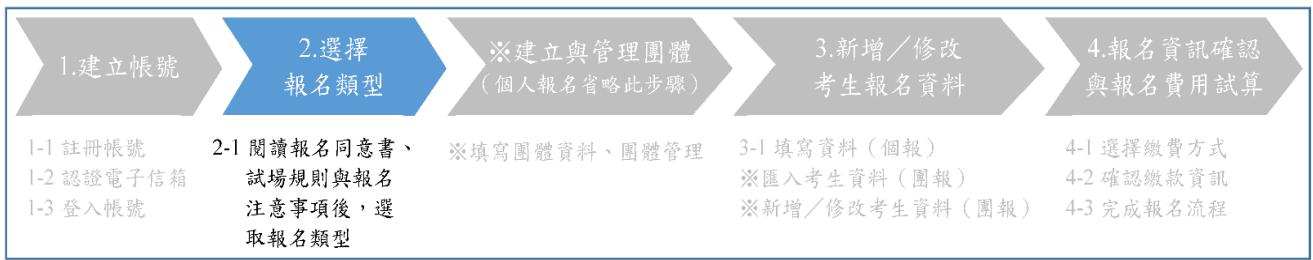 1.建立帳號
2.選擇
報名類型
※建立與管理團體
（個人報名省略此步驟）
3.新增／修改
考生報名資料
4.報名資訊確認
與報名費用試算
1-1 註冊帳號
1-2 認證電子信箱
1-3 登入帳號
2-1 閱讀報名同意書、
試場規則與報名
注意事項後，選
取報名類型
※填寫團體資料、團體管理
3-1 填寫資料（個報）
※匯入考生資料（團報）
※新增／修改考生資料（團報）
4-1 選擇繳費方式
4-2 確認繳款資訊
4-3 完成報名流程